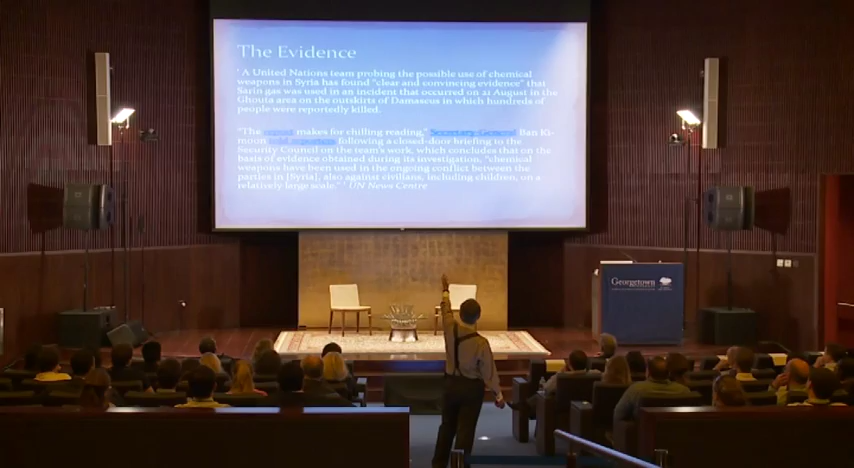 The Evidence
' A United Nations team probing the possible use of chemical
weapons in Syria has found "clear and convincing evidence" that
Sarin gas was used in an incident that occurred on 21 August in the
Ghouta area on the outskirts of Damascus in which hundreds of
people were reportedly killed.
"The report makes for chilling reading," Secretary-General Ban Ki-
moon told reporters following a closed-door briefing to the
Security Council on the team's work, which concludes that on the
basis of evidence obtained during its investigation, "chemical
weapons have been used in the ongoing conflict between the
parties in [Syria], also against civilians, including children, on a
relatively large scale." ' UN News Centre
Georgetown